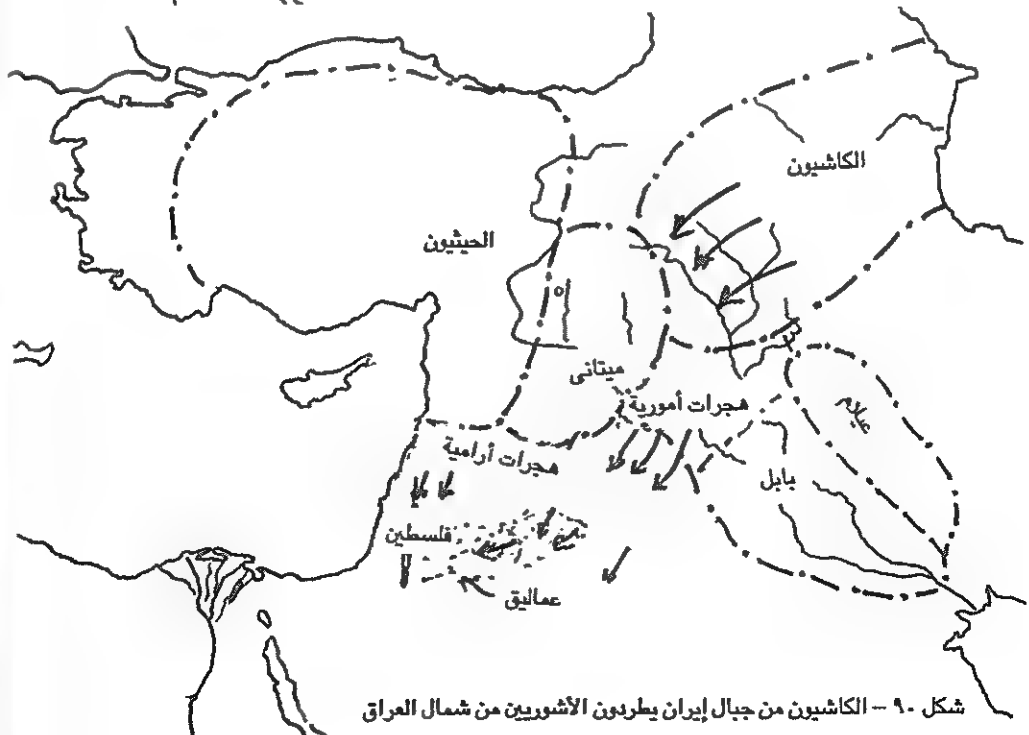 الكاشيون
الحيثيون
ميتانى
هجرات أمورية
عيلام
هجرات أرامية
بابل
فلسطين
عماليق
شكل ٩٠ – الكاشيون من جبال إيران يطردون الأشوريين من شمال العراق